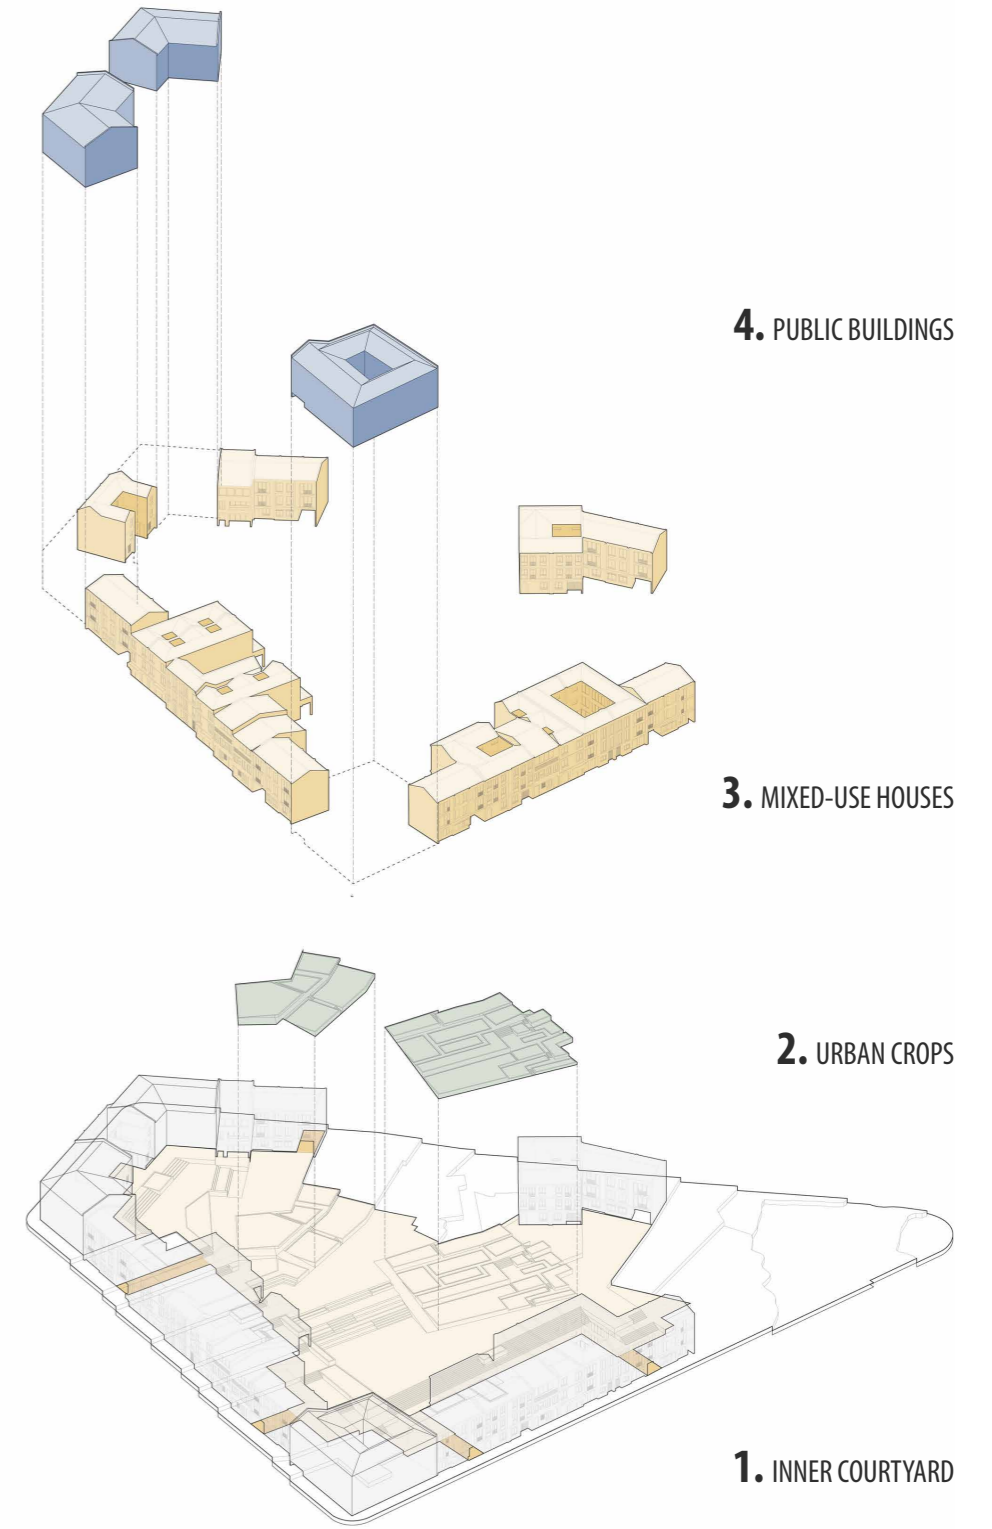 4. PUBLIC BUILDINGS
3. MIXED-USE HOUSES
2. URBAN CROPS
1. INNER COURTYARD